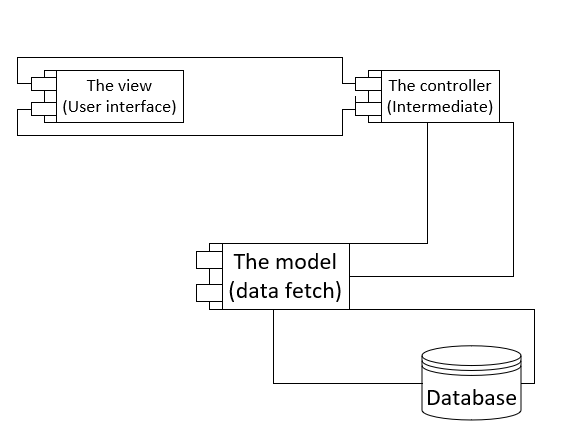 The view
(User interface)
The controller
(Intermediate)
The model
(data fetch)
Database